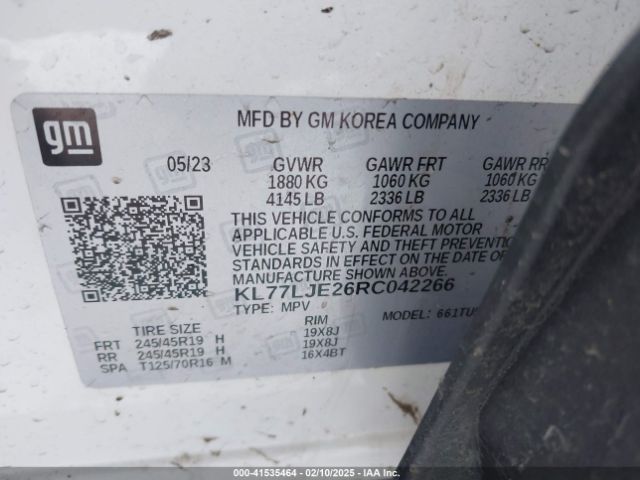 gm
MFD BY GM KOREA COMPANY
05/23 GVWR GAWR FRT GAWR RR
1880 KG 1060 KG 1060 KG
4145 LB 2336 LB 2336 LB
THIS VEHICLE CONFORMS TO ALL
APPLICABLE U.S. FEDERAL MOTOR
VEHICLE SAFETY AND THEFT PREVENTION
STANDARDS IN EFFECT ON THE DATE OF
MANUFACTURE SHOWN ABOVE.
KL77LJE26RC042266
TYPE: MPV MODEL:
TIRE SIZE RIM
FRT 245/45R19 H 19X8J
RR 245/45R19 H 19X8J
SPA T125/70R16 M 16X4BT
000-41535464 - 02/10/2025 - IAA Inc.